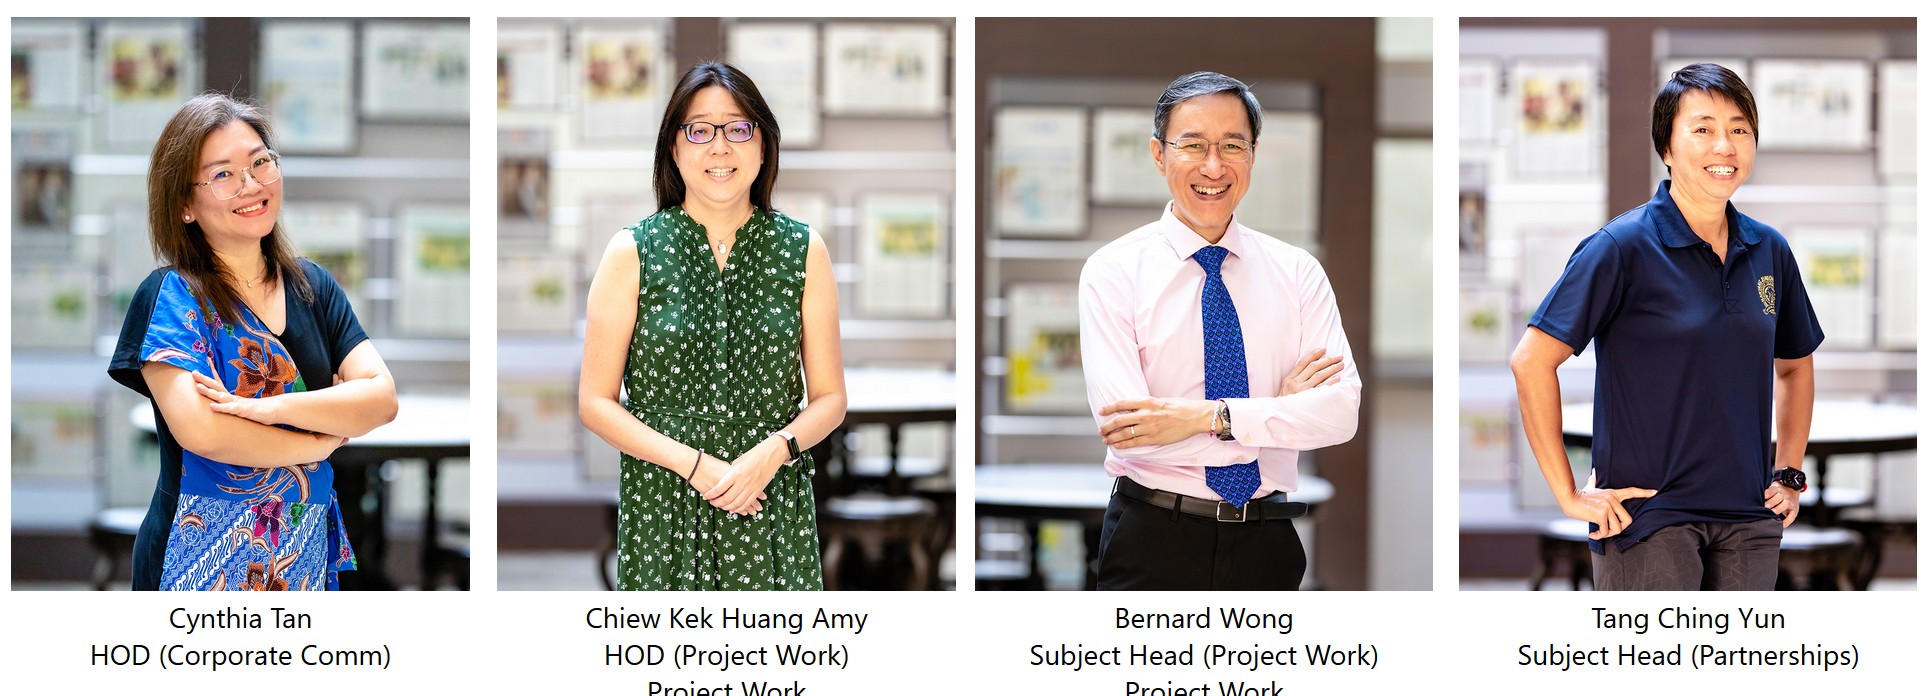 Cynthia Tan
HOD (Corporate Comm)
Chiew Kek Huang Amy
HOD (Project Work)
Project Work
Bernard Wong
Subject Head (Project Work)
Project Work
Tang Ching Yun
Subject Head (Partnerships)